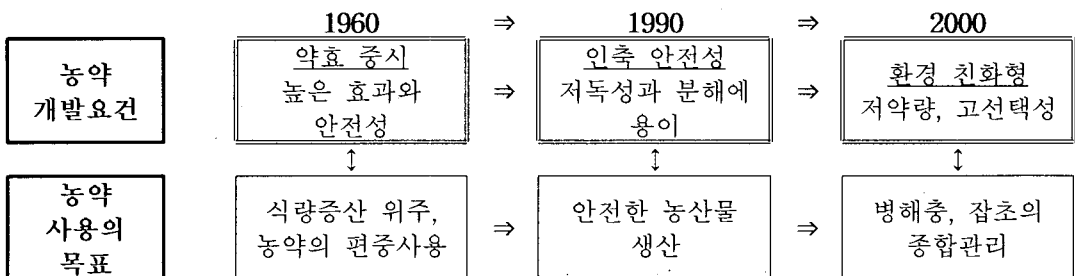 1960 ⇒ 1990 ⇒ 2000
농약
개발요건
약효 중시
높은 효과와
안전성
⇒
인축 안전성
저독성과 분해에
용이
⇒
환경 친화형
저약량, 고선택성
↕ ↕ ↕
농약
사용의
목표
식량증산 위주,
농약의 편중사용
⇒
안전한 농산물
생산
⇒
병해충, 잡초의
종합관리